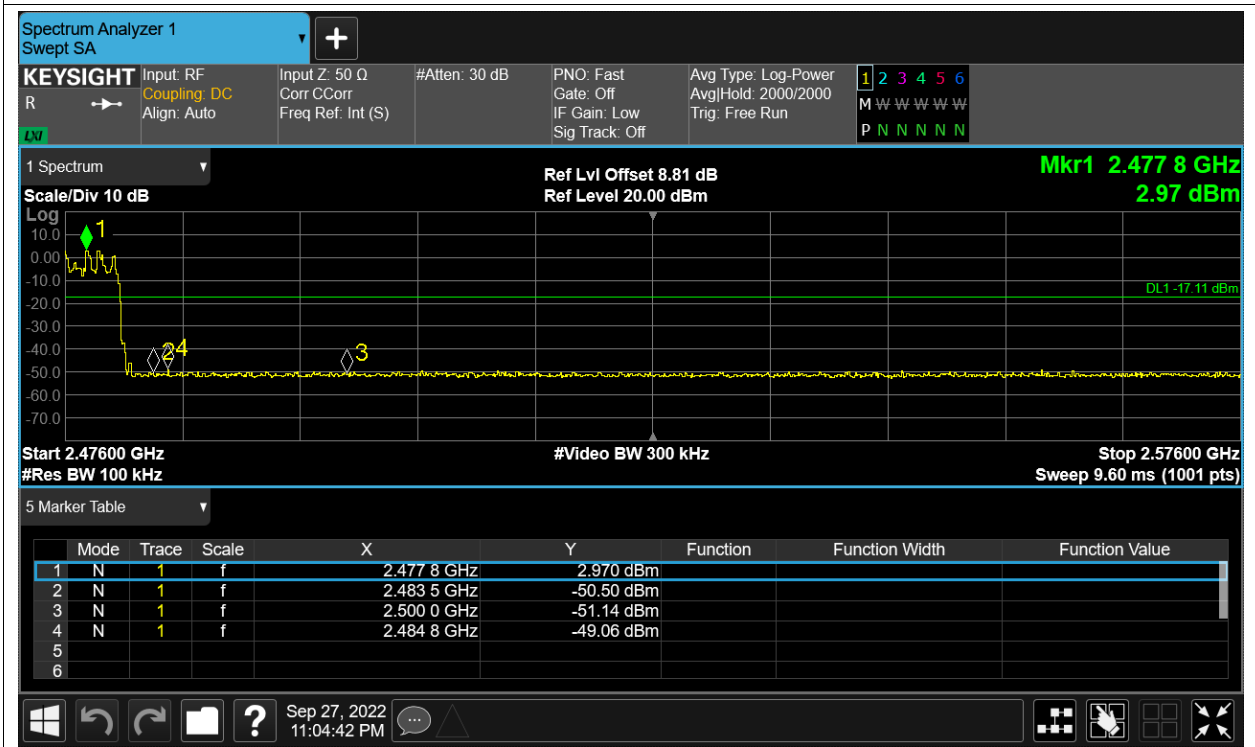 Spectrum Analyzer 1
Swept SA
KEYSIGHT Input: RF Input Z: 50 Ω #Atten: 30 dB PNO: Fast Avg Type: Log-Power 1 2 3 4 5 6
R Coupling: DC Corr CCorr Gate: Off Avg|Hold: 2000/2000 M W W W W W W
Align: Auto Freq Ref: Int (S) IF Gain: Low Trig: Free Run
LXI Sig Track: Off P N N N N N
1 Spectrum Ref Lvl Offset 8.81 dB Mkr1 2.477 8 GHz
Scale/Div 10 dB Ref Level 20.00 dBm 2.97 dBm
Log
10.0 1
0.00
-10.0
DL1 -17.11 dBm
-20.0
-30.0
-40.0 2 4 3
-50.0
-60.0
-70.0
Start 2.47600 GHz #Video BW 300 kHz Stop 2.57600 GHz
#Res BW 100 kHz Sweep 9.60 ms (1001 pts)
5 Marker Table
Mode Trace Scale X Y Function Function Width Function Value
1 N 1 f 2.477 8 GHz 2.970 dBm
2 N 1 f 2.483 5 GHz -50.50 dBm
3 N 1 f 2.500 0 GHz -51.14 dBm
4 N 1 f 2.484 8 GHz -49.06 dBm
5
6
? Sep 27, 2022
11:04:42 PM